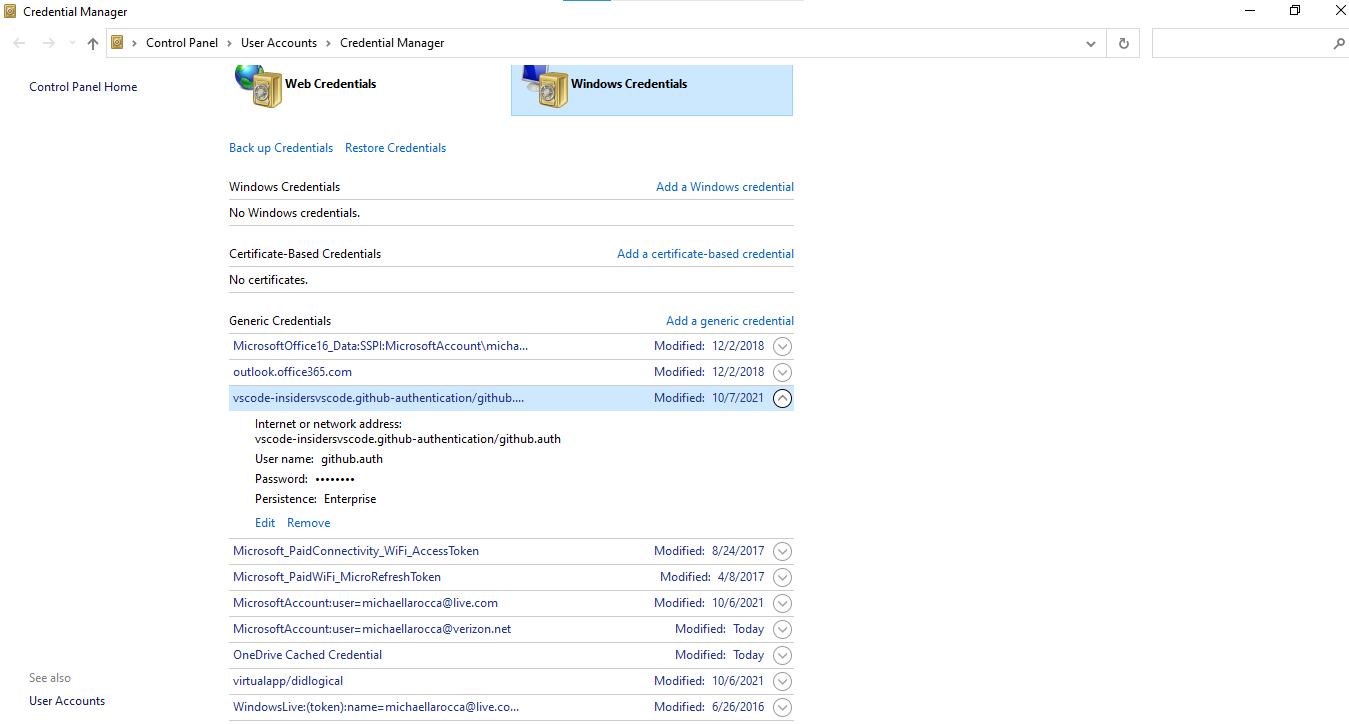 Credential Manager
Control Panel › User Accounts › Credential Manager
Control Panel Home
Web Credentials
Windows Credentials
Back up Credentials Restore Credentials
Windows Credentials Add a Windows credential
No Windows credentials.
Certificate-Based Credentials Add a certificate-based credential
No certificates.
Generic Credentials Add a generic credential
MicrosoftOffice16_Data:SSPI:MicrosoftAccount\micha... Modified: 12/2/2018
outlook.office365.com Modified: 12/2/2018
vscode-insidersvscode.github-authentication/github.... Modified: 10/7/2021
Internet or network address:
vscode-insidersvscode.github-authentication/github.auth
User name: github.auth
Password: ••••••••
Persistence: Enterprise
Edit Remove
Microsoft_PaidConnectivity_WiFi_AccessToken Modified: 8/24/2017
Microsoft_PaidWiFi_MicroRefreshToken Modified: 4/8/2017
MicrosoftAccount:user=michaellarocca@live.com Modified: 10/6/2021
MicrosoftAccount:user=michaellarocca@verizon.net Modified: Today
OneDrive Cached Credential Modified: Today
virtualapp/didlogical Modified: 10/6/2021
WindowsLive:(token):name=michaellarocca@live.co... Modified: 6/26/2016
See also
User Accounts